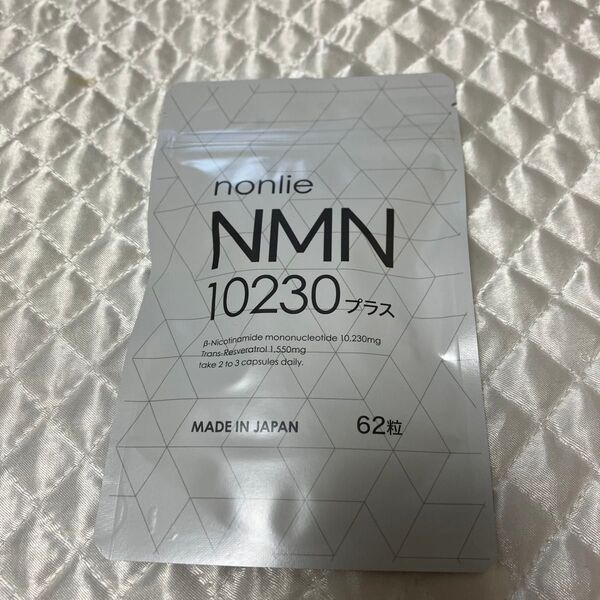 nonlie
NMN
10230プラス
β-Nicotinamide mononucleotide 10.230mg
Trans-Resveratrol 1.550mg
take 2 to 3 capsules daily.
MADE IN JAPAN 62粒